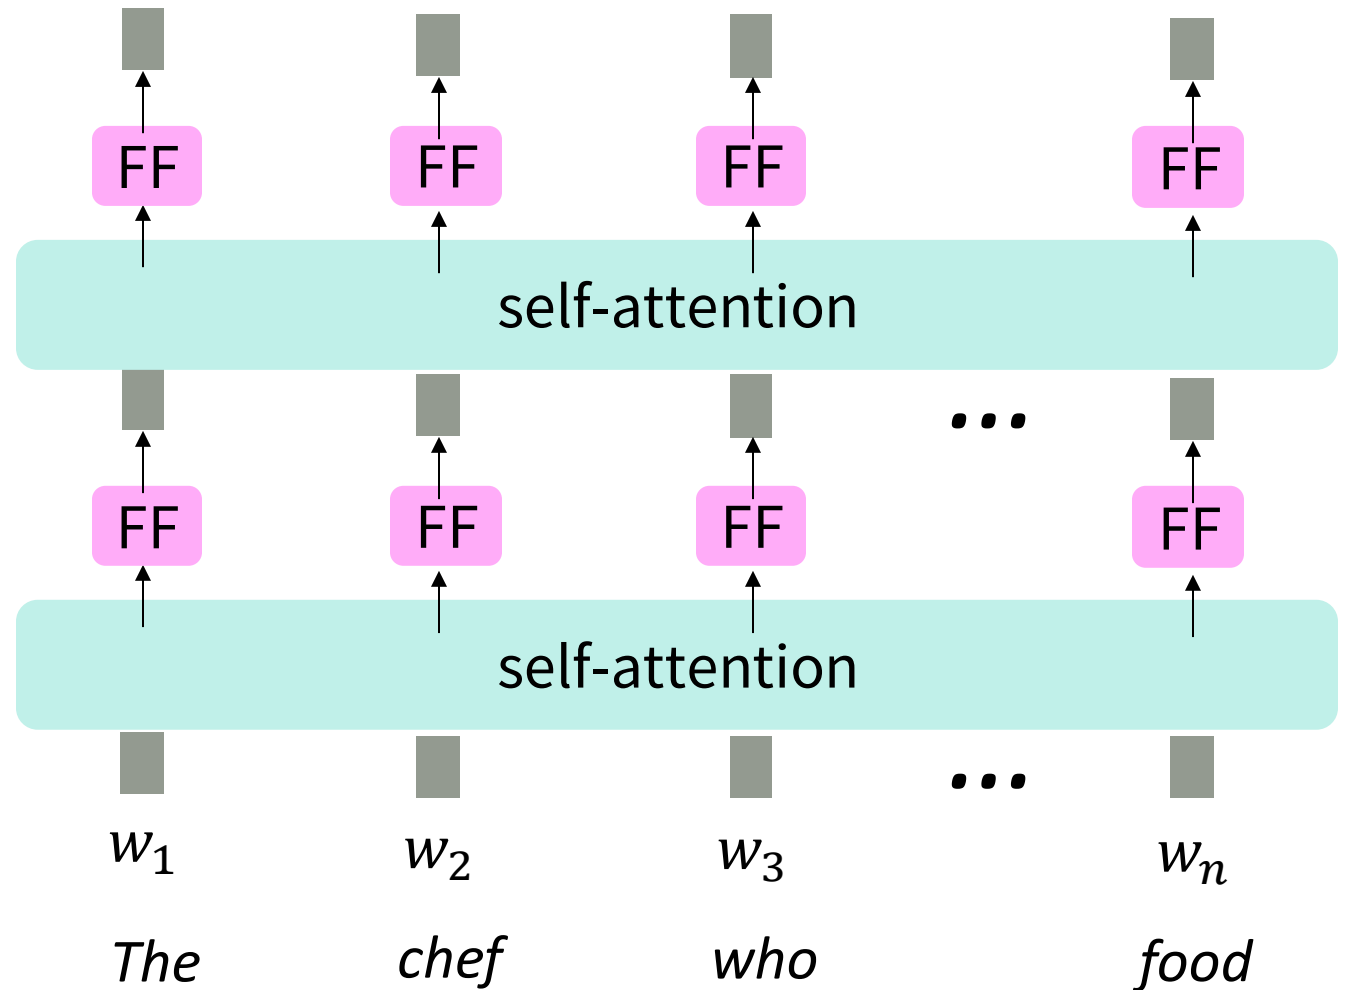 FF FF FF FF
self-attention
...
FF FF FF FF
self-attention
...
w₁ w₂ w₃ wₙ
The chef who food